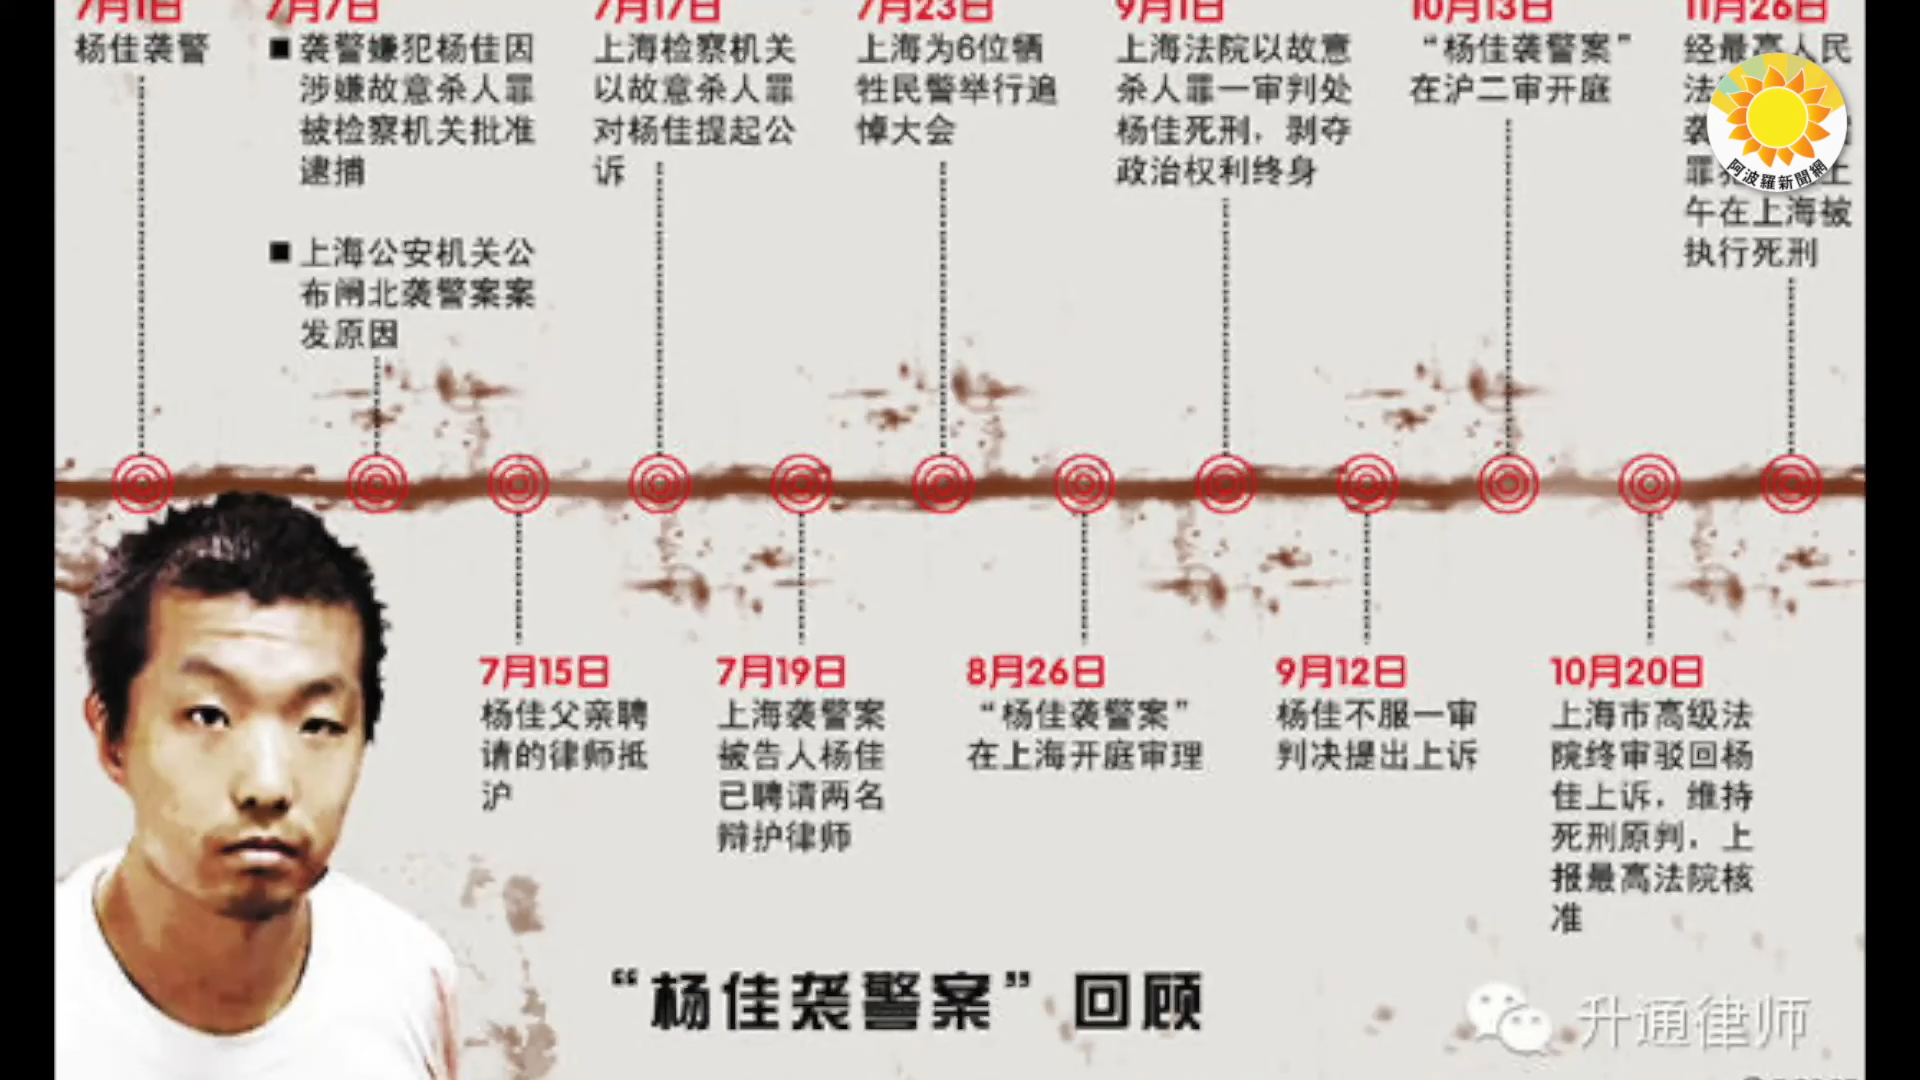 7月1日
杨佳袭警
7月7日
■ 袭警嫌犯杨佳因
涉嫌故意杀人罪
被检察机关批准
逮捕
■ 上海公安机关公
布闸北袭警案案
发原因
7月17日
上海检察机关
以故意杀人罪
对杨佳提起公
诉
7月23日
上海为6位牺
牲民警举行追
悼大会
9月1日
上海法院以故意
杀人罪一审判处
杨佳死刑，剥夺
政治权利终身
10月13日
“杨佳袭警案”
在沪二审开庭
11月26日
经最高人民
法
袭
罪
上
午在上海被
执行死刑
阿波羅新聞網
7月15日
杨佳父亲聘
请的律师抵
沪
7月19日
上海袭警案
被告人杨佳
已聘请两名
辩护律师
8月26日
“杨佳袭警案”
在上海开庭审理
9月12日
杨佳不服一审
判决提出上诉
10月20日
上海市高级法
院终审驳回杨
佳上诉，维持
死刑原判，上
报最高法院核
准
“杨佳袭警案”回顾
升通律师